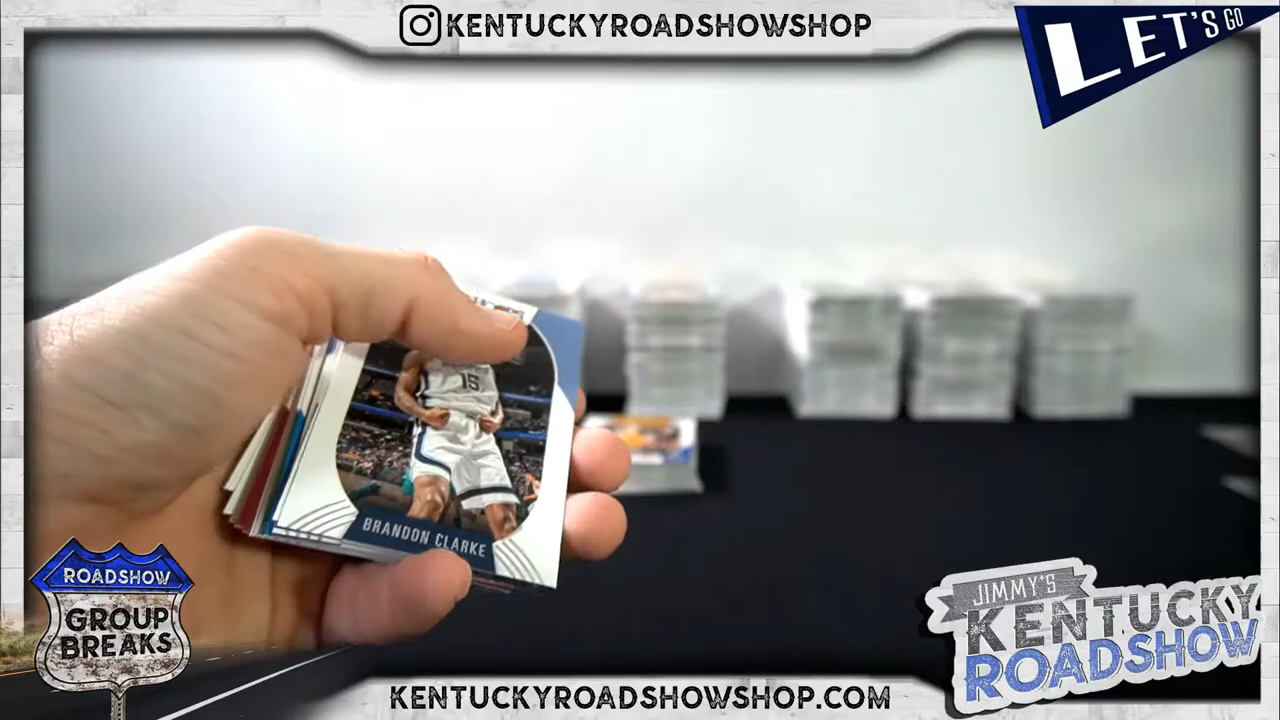 KENTUCKYROADSHOWSHOP
LET'S GO
15
BRANDON CLARKE
ROADSHOW
GROUP
BREAKS
JIMMY'S
KENTUCKY
ROADSHOW
KENTUCKYROADSHOWSHOP.COM